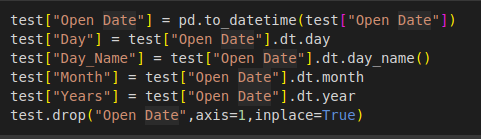 test["Open Date"] = pd.to_datetime(test["Open Date"])
test["Day"] = test["Open Date"].dt.day
test["Day_Name"] = test["Open Date"].dt.day_name()
test["Month"] = test["Open Date"].dt.month
test["Years"] = test["Open Date"].dt.year
test.drop("Open Date",axis=1,inplace=True)